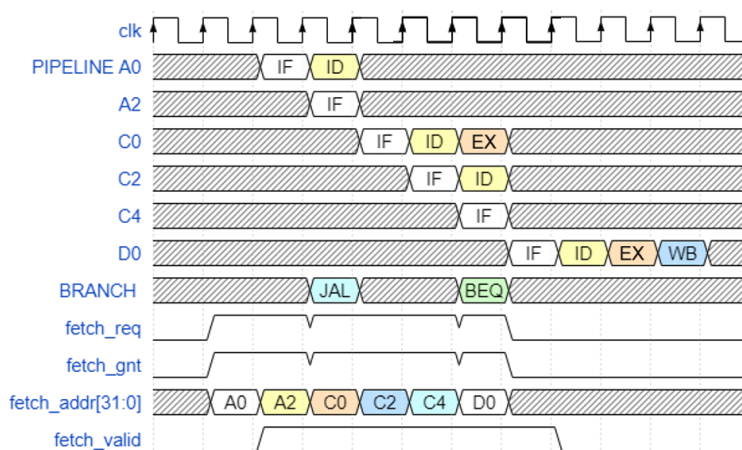 clk
PIPELINE A0 IF ID
A2 IF
C0 IF ID EX
C2 IF ID
C4 IF
D0 IF ID EX WB
BRANCH JAL BEQ
fetch_req
fetch_gnt
fetch_addr[31:0] A0 A2 C0 C2 C4 D0
fetch_valid